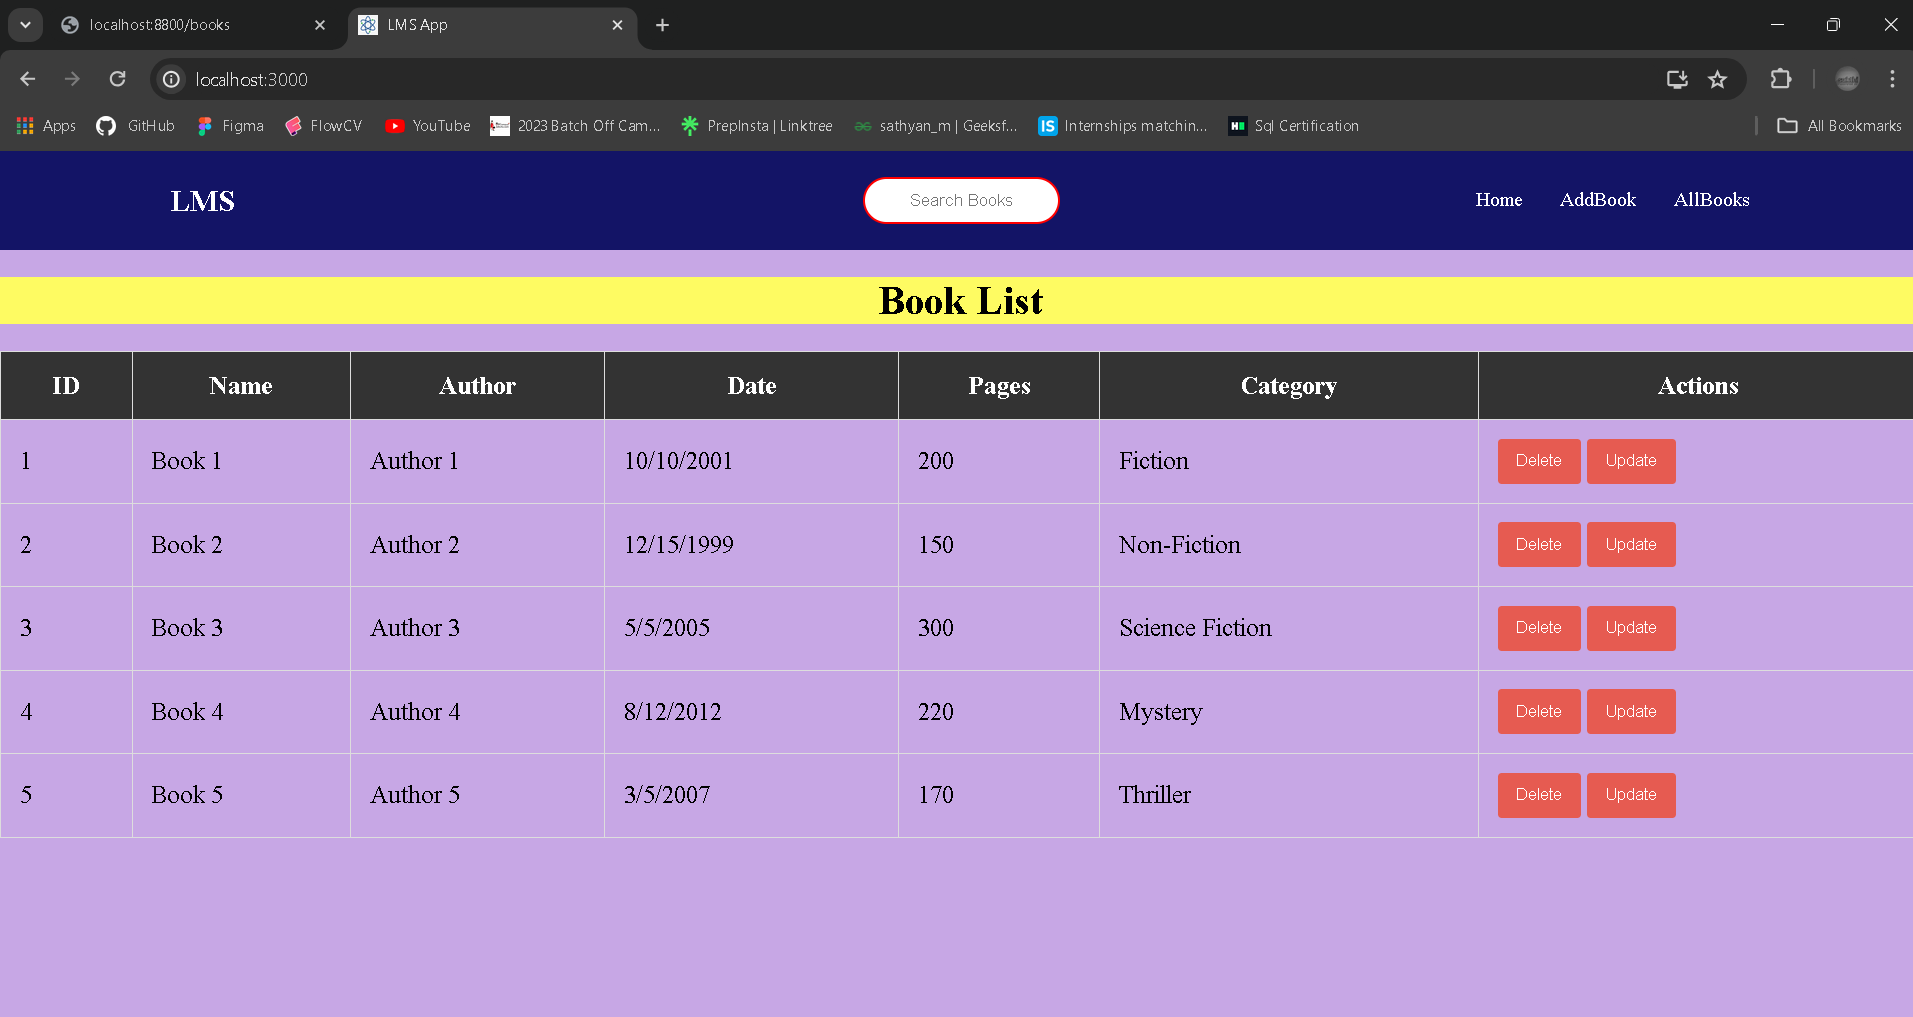 localhost:8800/books
LMS App
localhost:3000
Apps GitHub Figma FlowCV YouTube 2023 Batch Off Cam... PrepInsta | Linktree sathyan_m | Geeksf... Internships matchin... Sql Certification All Bookmarks
LMS Search Books Home AddBook AllBooks
Book List
ID Name Author Date Pages Category Actions
1 Book 1 Author 1 10/10/2001 200 Fiction Delete Update
2 Book 2 Author 2 12/15/1999 150 Non-Fiction Delete Update
3 Book 3 Author 3 5/5/2005 300 Science Fiction Delete Update
4 Book 4 Author 4 8/12/2012 220 Mystery Delete Update
5 Book 5 Author 5 3/5/2007 170 Thriller Delete Update